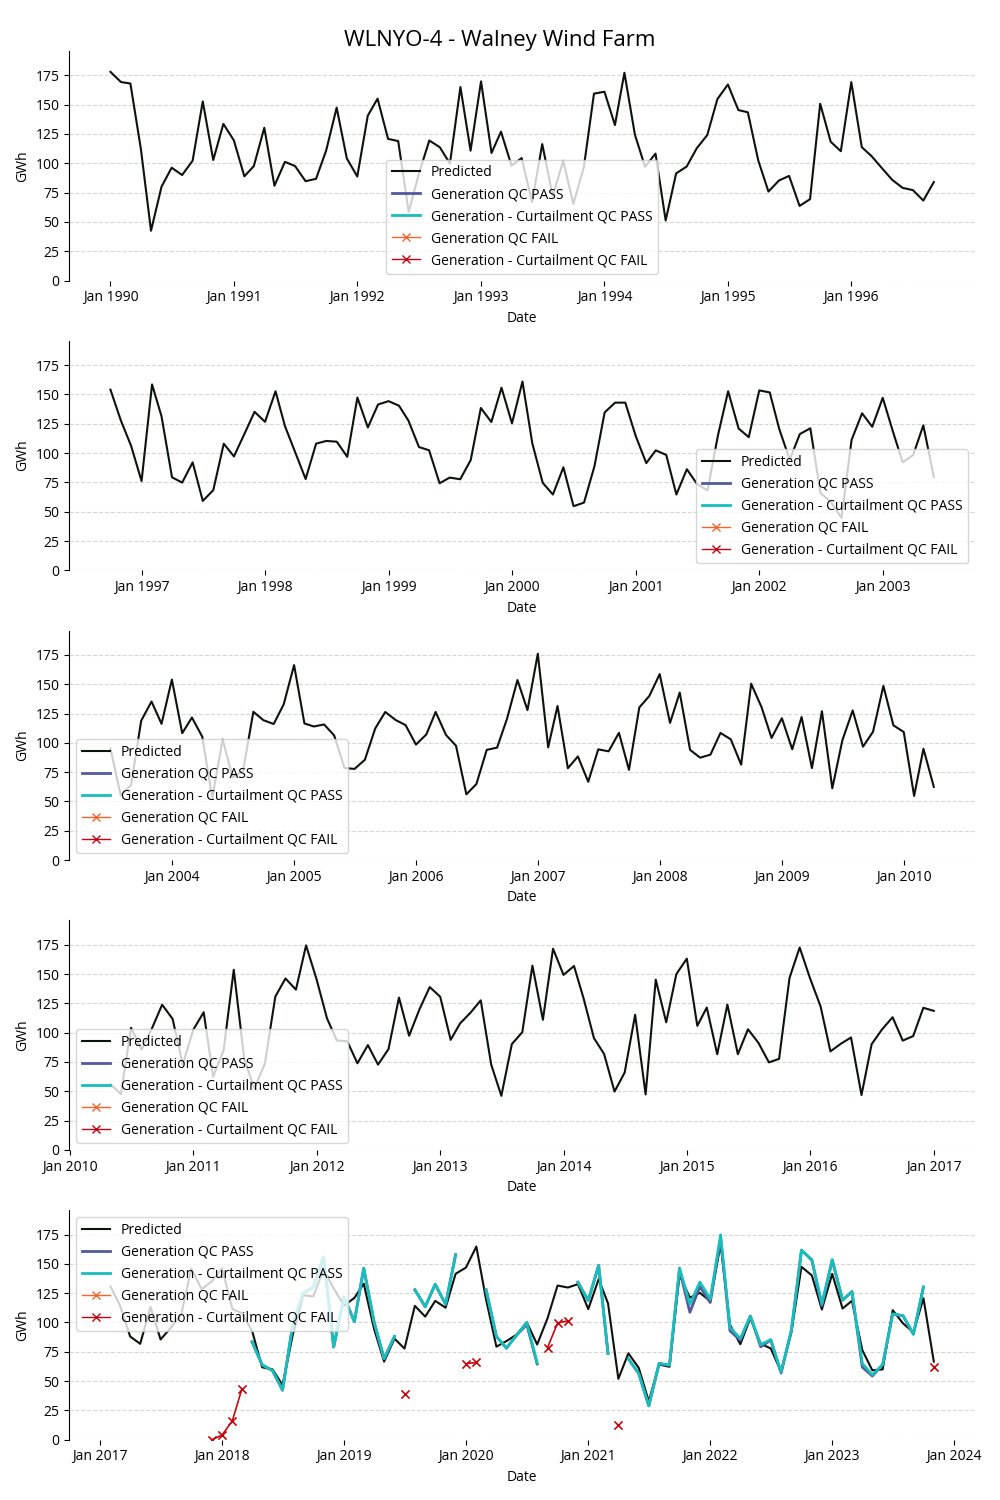 WLNYO-4 - Walney Wind Farm
175
150
125
100
75
50
25
0
GWh
Predicted
Generation QC PASS
Generation - Curtailment QC PASS
Generation QC FAIL
Generation - Curtailment QC FAIL
Jan 1990 Jan 1991 Jan 1992 Jan 1993 Jan 1994 Jan 1995 Jan 1996
Date
175
150
125
100
75
50
25
0
GWh
Predicted
Generation QC PASS
Generation - Curtailment QC PASS
Generation QC FAIL
Generation - Curtailment QC FAIL
Jan 1997 Jan 1998 Jan 1999 Jan 2000 Jan 2001 Jan 2002 Jan 2003
Date
175
150
125
100
75
50
25
0
GWh
Predicted
Generation QC PASS
Generation - Curtailment QC PASS
Generation QC FAIL
Generation - Curtailment QC FAIL
Jan 2004 Jan 2005 Jan 2006 Jan 2007 Jan 2008 Jan 2009 Jan 2010
Date
175
150
125
100
75
50
25
0
GWh
Predicted
Generation QC PASS
Generation - Curtailment QC PASS
Generation QC FAIL
Generation - Curtailment QC FAIL
Jan 2010 Jan 2011 Jan 2012 Jan 2013 Jan 2014 Jan 2015 Jan 2016 Jan 2017
Date
175
150
125
100
75
50
25
0
GWh
Predicted
Generation QC PASS
Generation - Curtailment QC PASS
Generation QC FAIL
Generation - Curtailment QC FAIL
Jan 2017 Jan 2018 Jan 2019 Jan 2020 Jan 2021 Jan 2022 Jan 2023 Jan 2024
Date